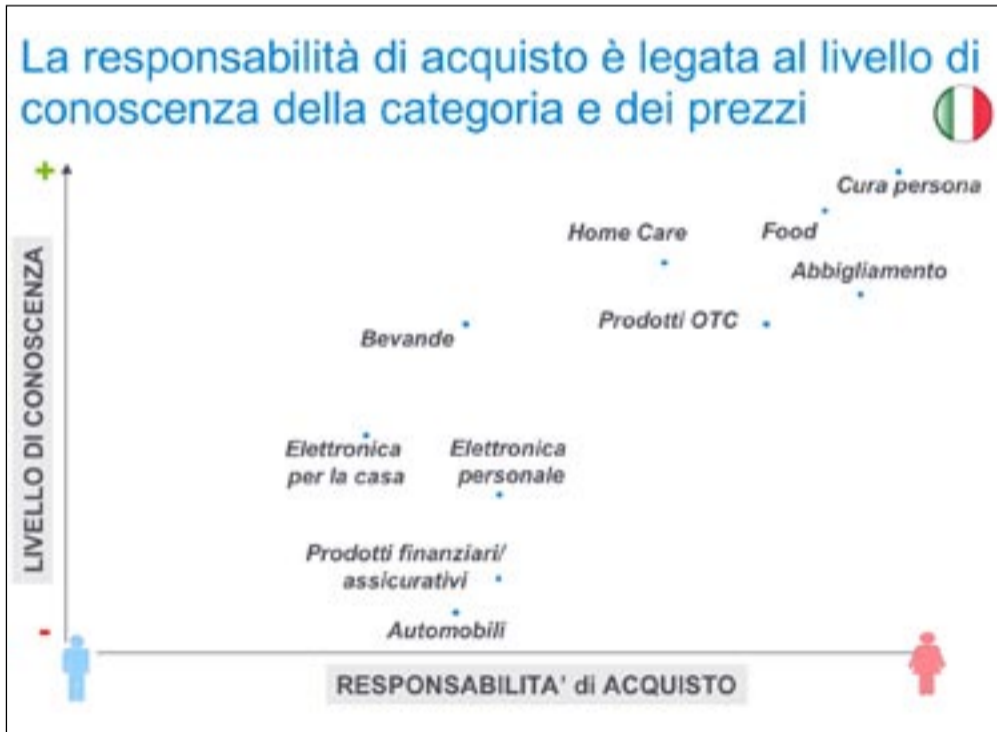 La responsabilità di acquisto è legata al livello di
conoscenza della categoria e dei prezzi
+
Cura persona
Home Care
Food
Abbigliamento
Prodotti OTC
Bevande
LIVELLO DI CONOSCENZA
Elettronica
per la casa
Elettronica
personale
Prodotti finanziari/
assicurativi
Automobili
-
RESPONSABILITA' di ACQUISTO